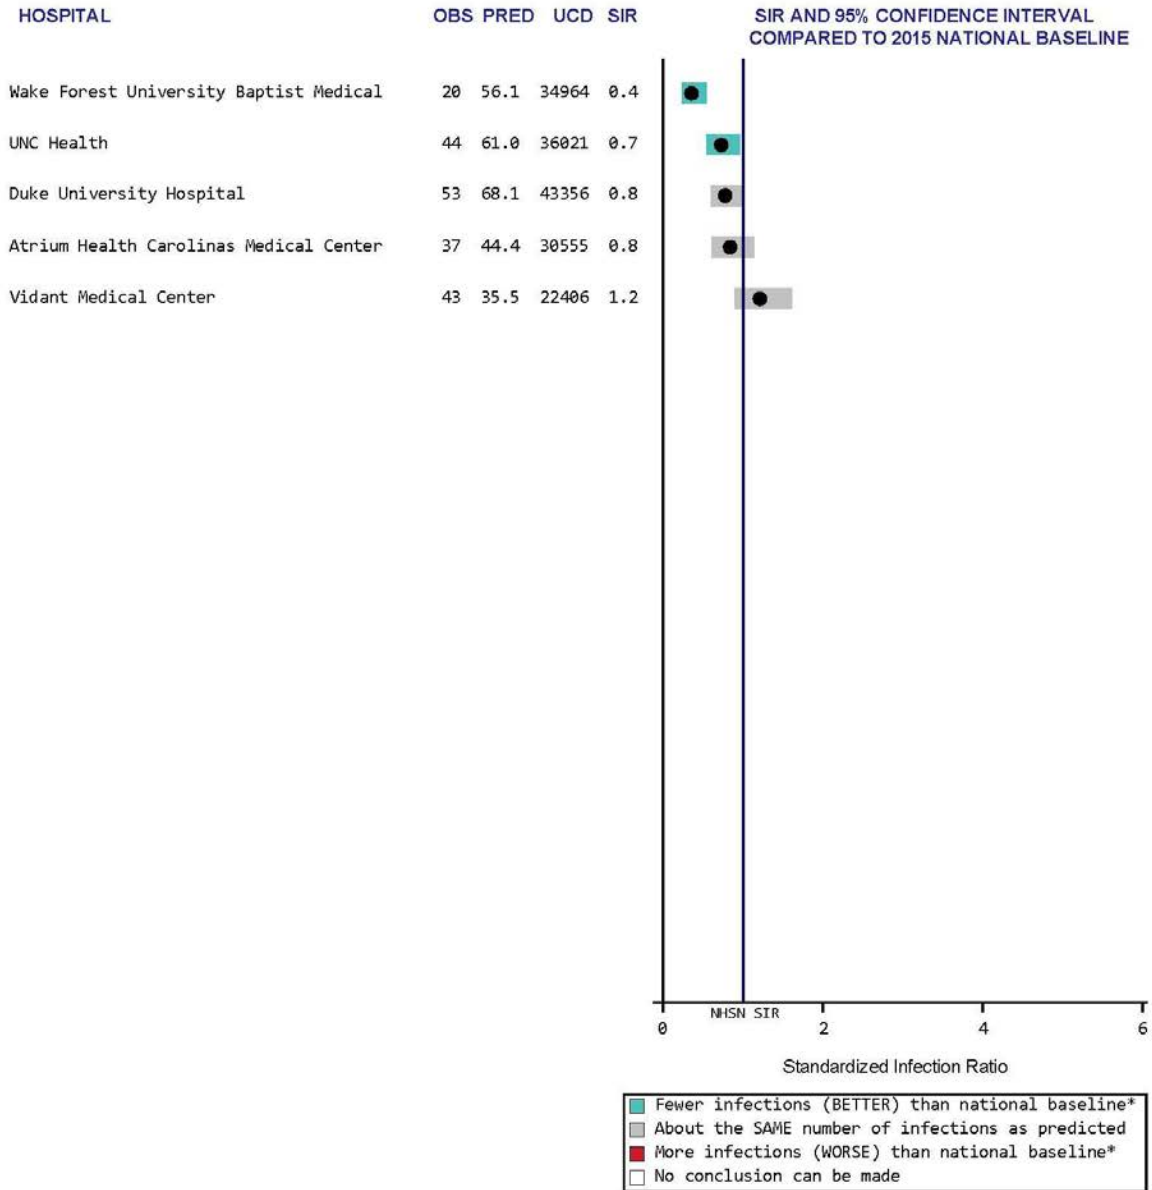 HOSPITAL OBS PRED UCD SIR SIR AND 95% CONFIDENCE INTERVAL
COMPARED TO 2015 NATIONAL BASELINE
Wake Forest University Baptist Medical 20 56.1 34964 0.4
UNC Health 44 61.0 36021 0.7
Duke University Hospital 53 68.1 43356 0.8
Atrium Health Carolinas Medical Center 37 44.4 30555 0.8
Vidant Medical Center 43 35.5 22406 1.2
NHSN SIR
0 2 4 6
Standardized Infection Ratio
Fewer infections (BETTER) than national baseline*
About the SAME number of infections as predicted
More infections (WORSE) than national baseline*
No conclusion can be made